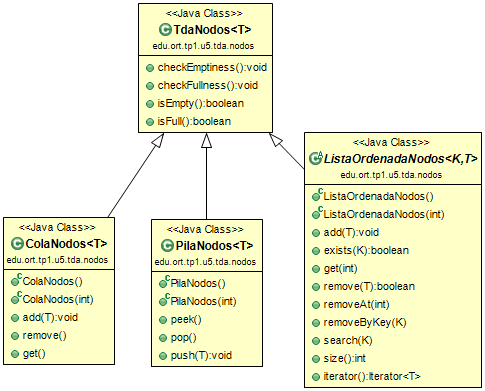 <<Java Class>>
TdaNodos<T>
edu.ort.tp1.u5.tda.nodos
checkEmptiness():void
checkFullness():void
isEmpty():boolean
isFull():boolean
<<Java Class>>
ColaNodos<T>
edu.ort.tp1.u5.tda.nodos
ColaNodos()
ColaNodos(int)
add(T):void
remove()
get()
<<Java Class>>
PilaNodos<T>
edu.ort.tp1.u5.tda.nodos
PilaNodos()
PilaNodos(int)
peek()
pop()
push(T):void
<<Java Class>>
ListaOrdenadaNodos<K,T>
edu.ort.tp1.u5.tda.nodos
ListaOrdenadaNodos()
ListaOrdenadaNodos(int)
add(T):void
exists(K):boolean
get(int)
remove(T):boolean
removeAt(int)
removeByKey(K)
search(K)
size():int
iterator():Iterator<T>